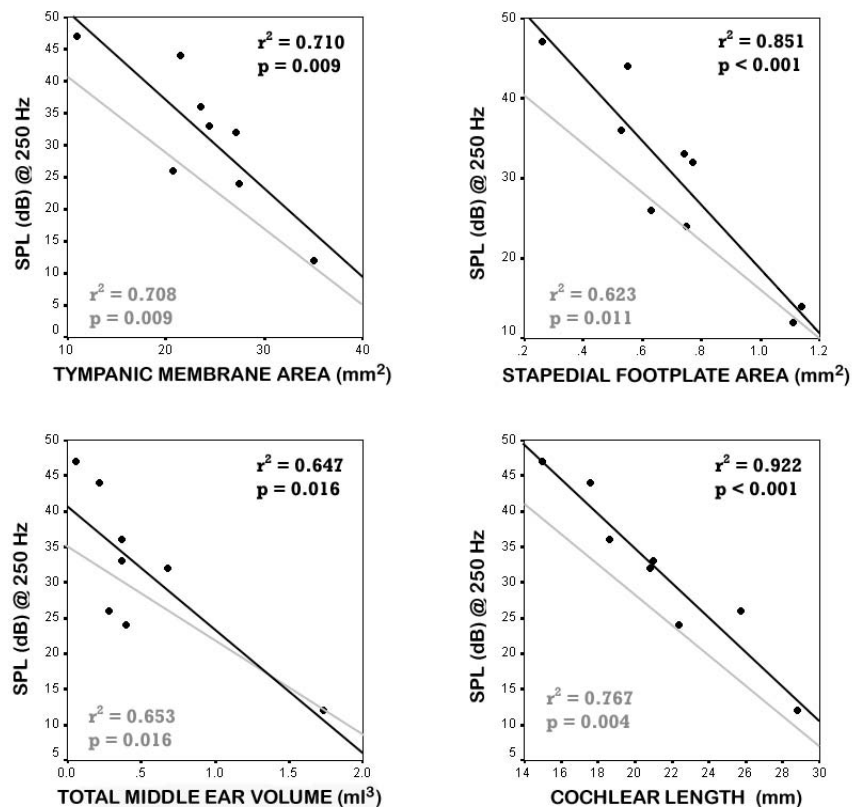 50
45
40
35
30
25
20
15
10
5
0
SPL (dB) @ 250 Hz
r² = 0.710
p = 0.009
r² = 0.708
p = 0.009
10 20 30 40
TYMPANIC MEMBRANE AREA (mm²)
50
40
30
20
10
SPL (dB) @ 250 Hz
r² = 0.851
p < 0.001
r² = 0.623
p = 0.011
.2 .4 .6 .8 1.0 1.2
STAPEDIAL FOOTPLATE AREA (mm²)
50
45
40
35
30
25
20
15
10
5
SPL (dB) @ 250 Hz
r² = 0.647
p = 0.016
r² = 0.653
p = 0.016
0.0 .5 1.0 1.5 2.0
TOTAL MIDDLE EAR VOLUME (ml³)
50
45
40
35
30
25
20
15
10
5
SPL (dB) @ 250 Hz
r² = 0.922
p < 0.001
r² = 0.767
p = 0.004
14 16 18 20 22 24 26 28 30
COCHLEAR LENGTH (mm)